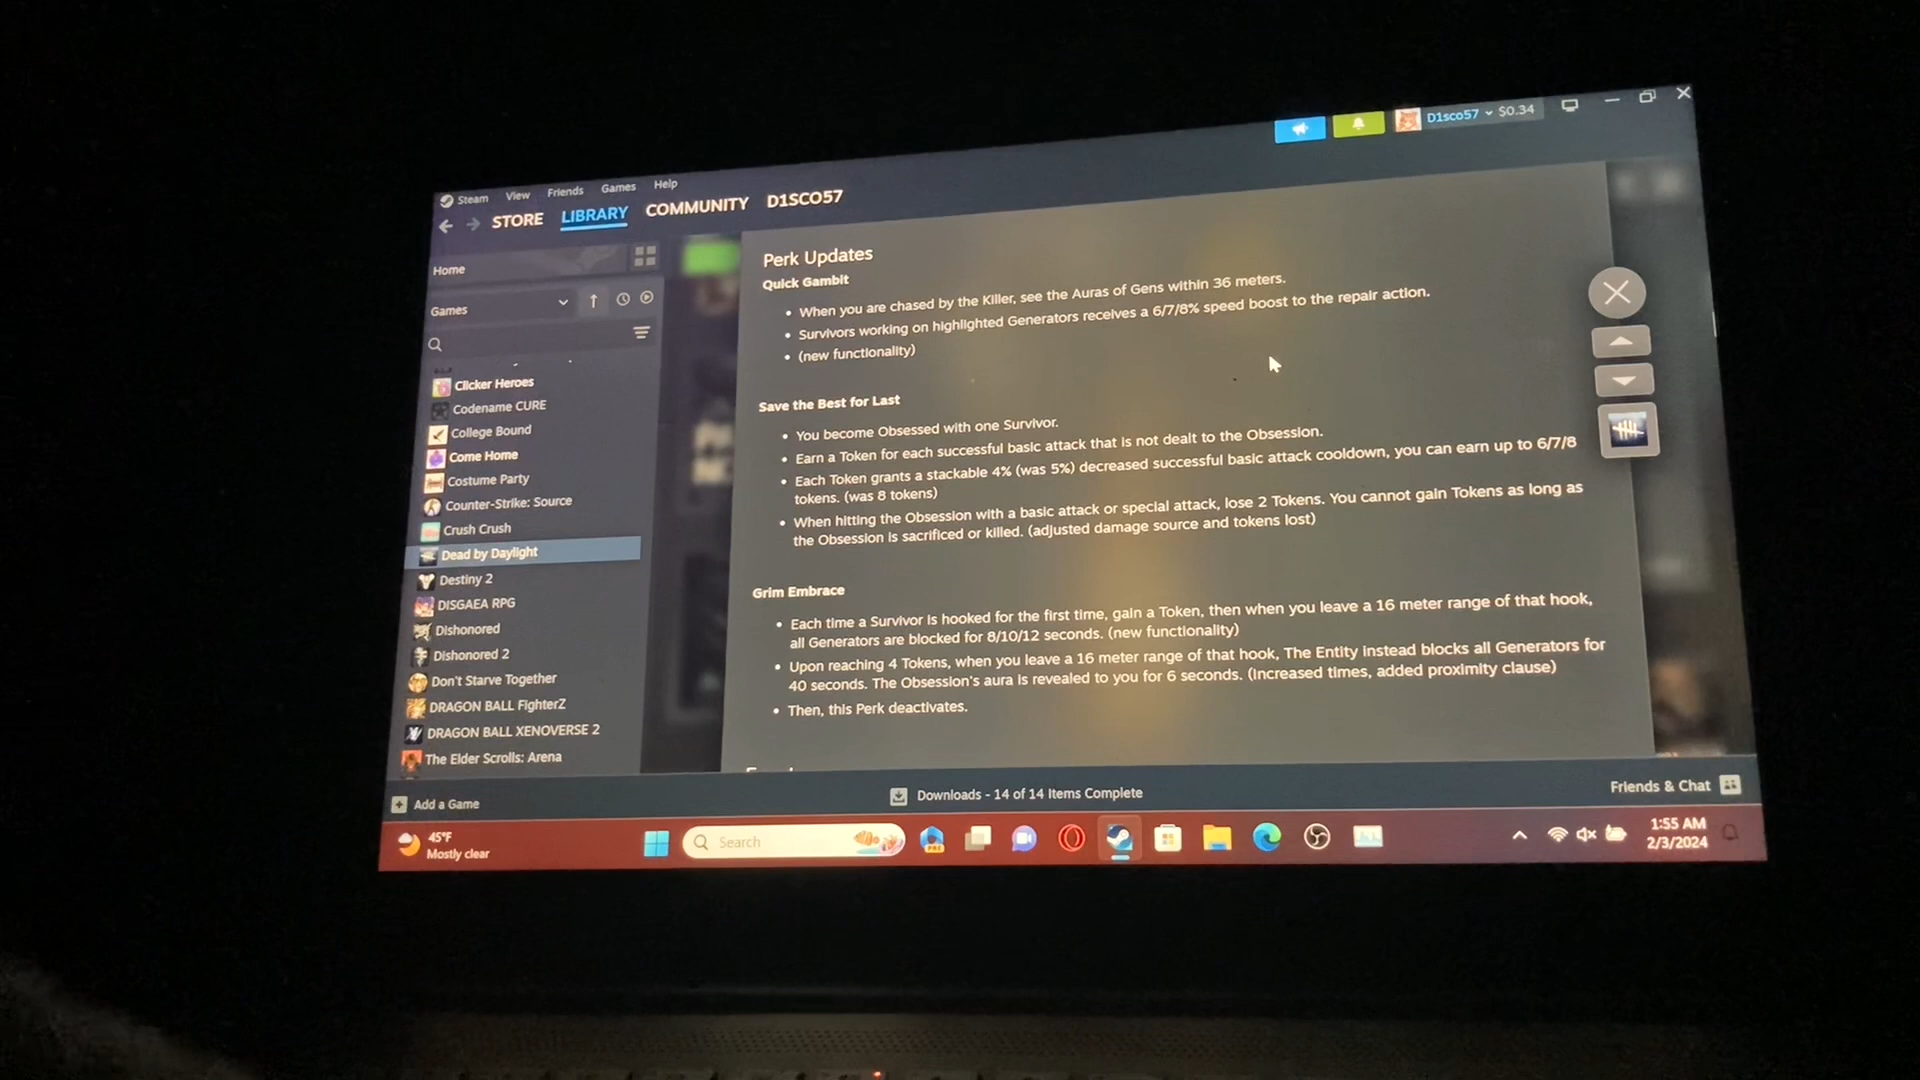 D1sco57 $0.34
Steam View Friends Games Help
STORE LIBRARY COMMUNITY D1SCO57
Home
Games
Clicker Heroes
Codename CURE
College Bound
Come Home
Costume Party
Counter-Strike: Source
Crush Crush
Dead by Daylight
Destiny 2
DISGAEA RPG
Dishonored
Dishonored 2
Don't Starve Together
DRAGON BALL FighterZ
DRAGON BALL XENOVERSE 2
The Elder Scrolls: Arena
Perk Updates
Quick Gambit
• When you are chased by the Killer, see the Auras of Gens within 36 meters.
• Survivors working on highlighted Generators receives a 6/7/8% speed boost to the repair action.
• (new functionality)
Save the Best for Last
• You become Obsessed with one Survivor.
• Earn a Token for each successful basic attack that is not dealt to the Obsession.
• Each Token grants a stackable 4% (was 5%) decreased successful basic attack cooldown, you can earn up to 6/7/8
tokens. (was 8 tokens)
• When hitting the Obsession with a basic attack or special attack, lose 2 Tokens. You cannot gain Tokens as long as
the Obsession is sacrificed or killed. (adjusted damage source and tokens lost)
Grim Embrace
• Each time a Survivor is hooked for the first time, gain a Token, then when you leave a 16 meter range of that hook,
all Generators are blocked for 8/10/12 seconds. (new functionality)
• Upon reaching 4 Tokens, when you leave a 16 meter range of that hook, The Entity instead blocks all Generators for
40 seconds. The Obsession's aura is revealed to you for 6 seconds. (Increased times, added proximity clause)
• Then, this Perk deactivates.
Add a Game
Downloads - 14 of 14 Items Complete
Friends & Chat
45°F
Mostly clear
Search
1:55 AM
2/3/2024